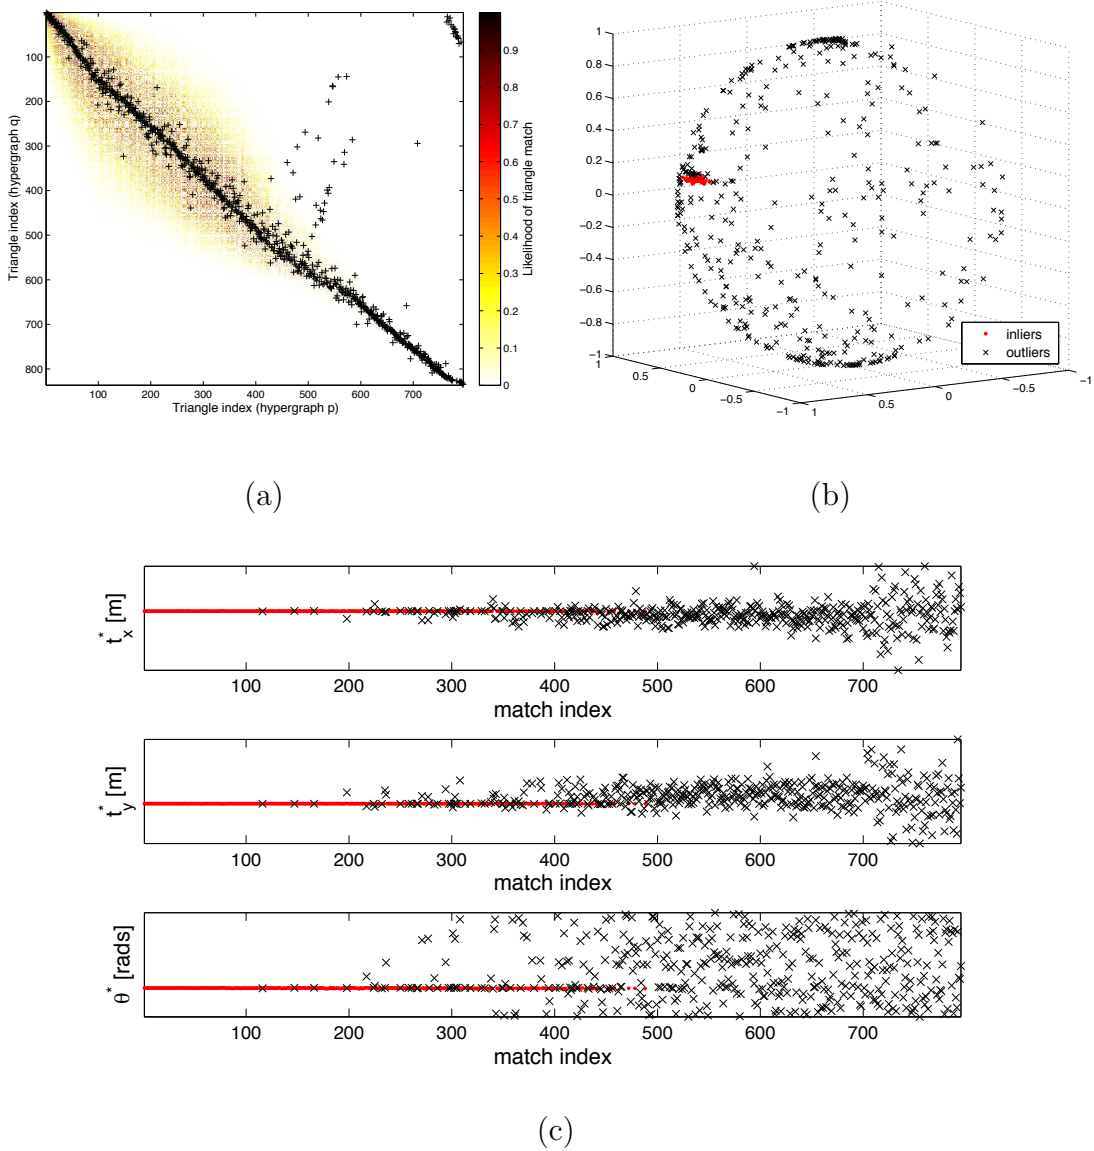 100
200
300
400
500
600
700
800
Triangle index (hypergraph q)
100 200 300 400 500 600 700
Triangle index (hypergraph p)
0.9
0.8
0.7
0.6
0.5
0.4
0.3
0.2
0.1
0
Likelihood of triangle match
(a)
1
0.8
0.6
0.4
0.2
0
−0.2
−0.4
−0.6
−0.8
−1
0.5 0 −0.5 −1
1 0.5 0 −0.5 −1
inliers
outliers
(b)
t*x [m]
100 200 300 400 500 600 700
match index
t*y [m]
100 200 300 400 500 600 700
match index
θ* [rads]
100 200 300 400 500 600 700
match index
(c)